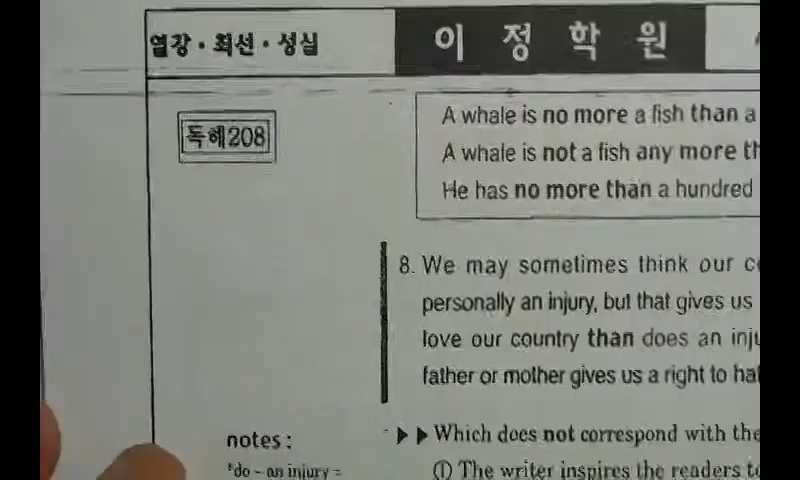 열강·최선·성실
이 정 학 원
독해208
A whale is no more a fish than a
A whale is not a fish any more
He has no more than a hundred
8. We may sometimes think our
personally an injury, but that gives us
love our country than does an
father or mother gives us a right to
notes :
*do ~ an injury =
▶▶ Which does not correspond with the
① The writer inspires the readers